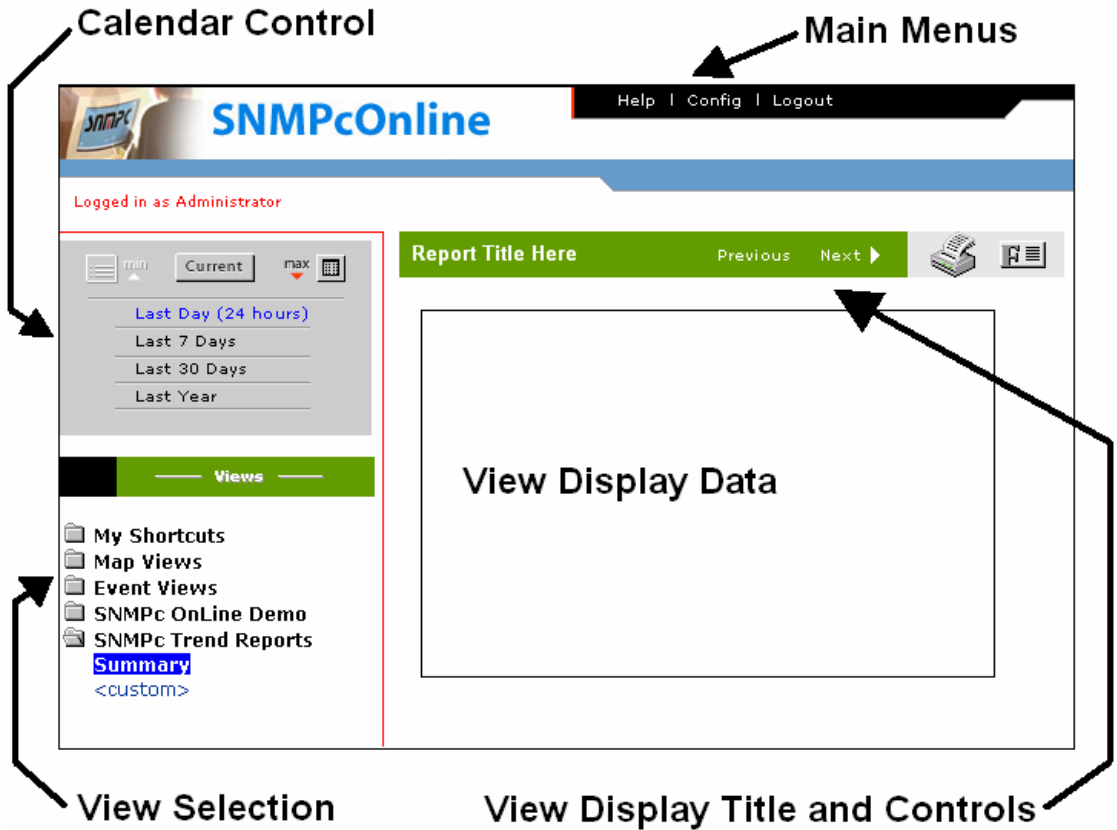 Calendar Control
Main Menus
snmpc
SNMPcOnline
Help | Config | Logout
Logged in as Administrator
min Current max
Report Title Here Previous Next
Last Day (24 hours)
Last 7 Days
Last 30 Days
Last Year
View Display Data
Views
My Shortcuts
Map Views
Event Views
SNMPc OnLine Demo
SNMPc Trend Reports
Summary
<custom>
View Selection
View Display Title and Controls